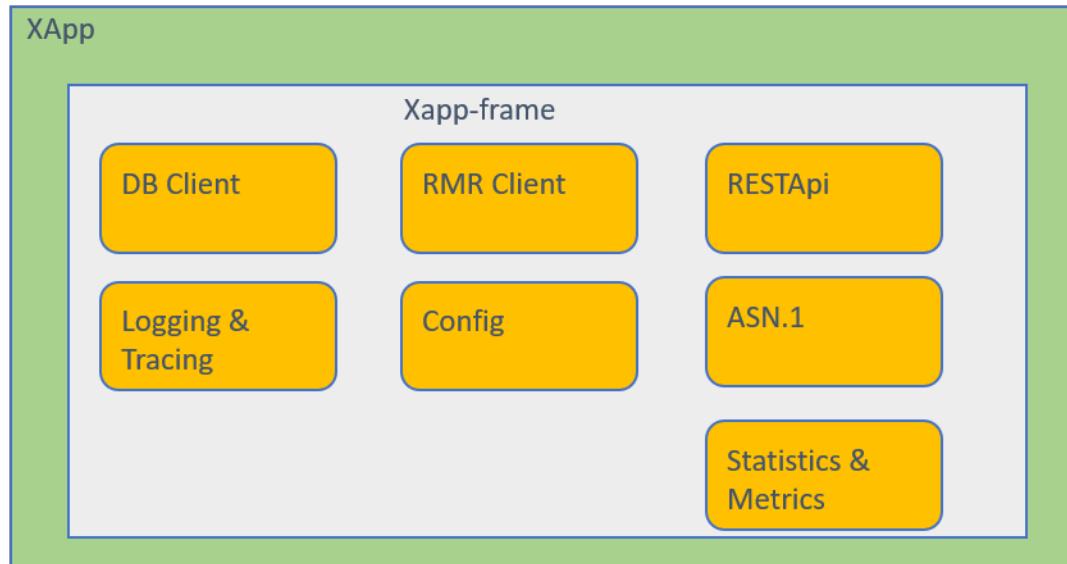 XApp
Xapp-frame
DB Client
RMR Client
RESTApi
Logging &
Tracing
Config
ASN.1
Statistics &
Metrics